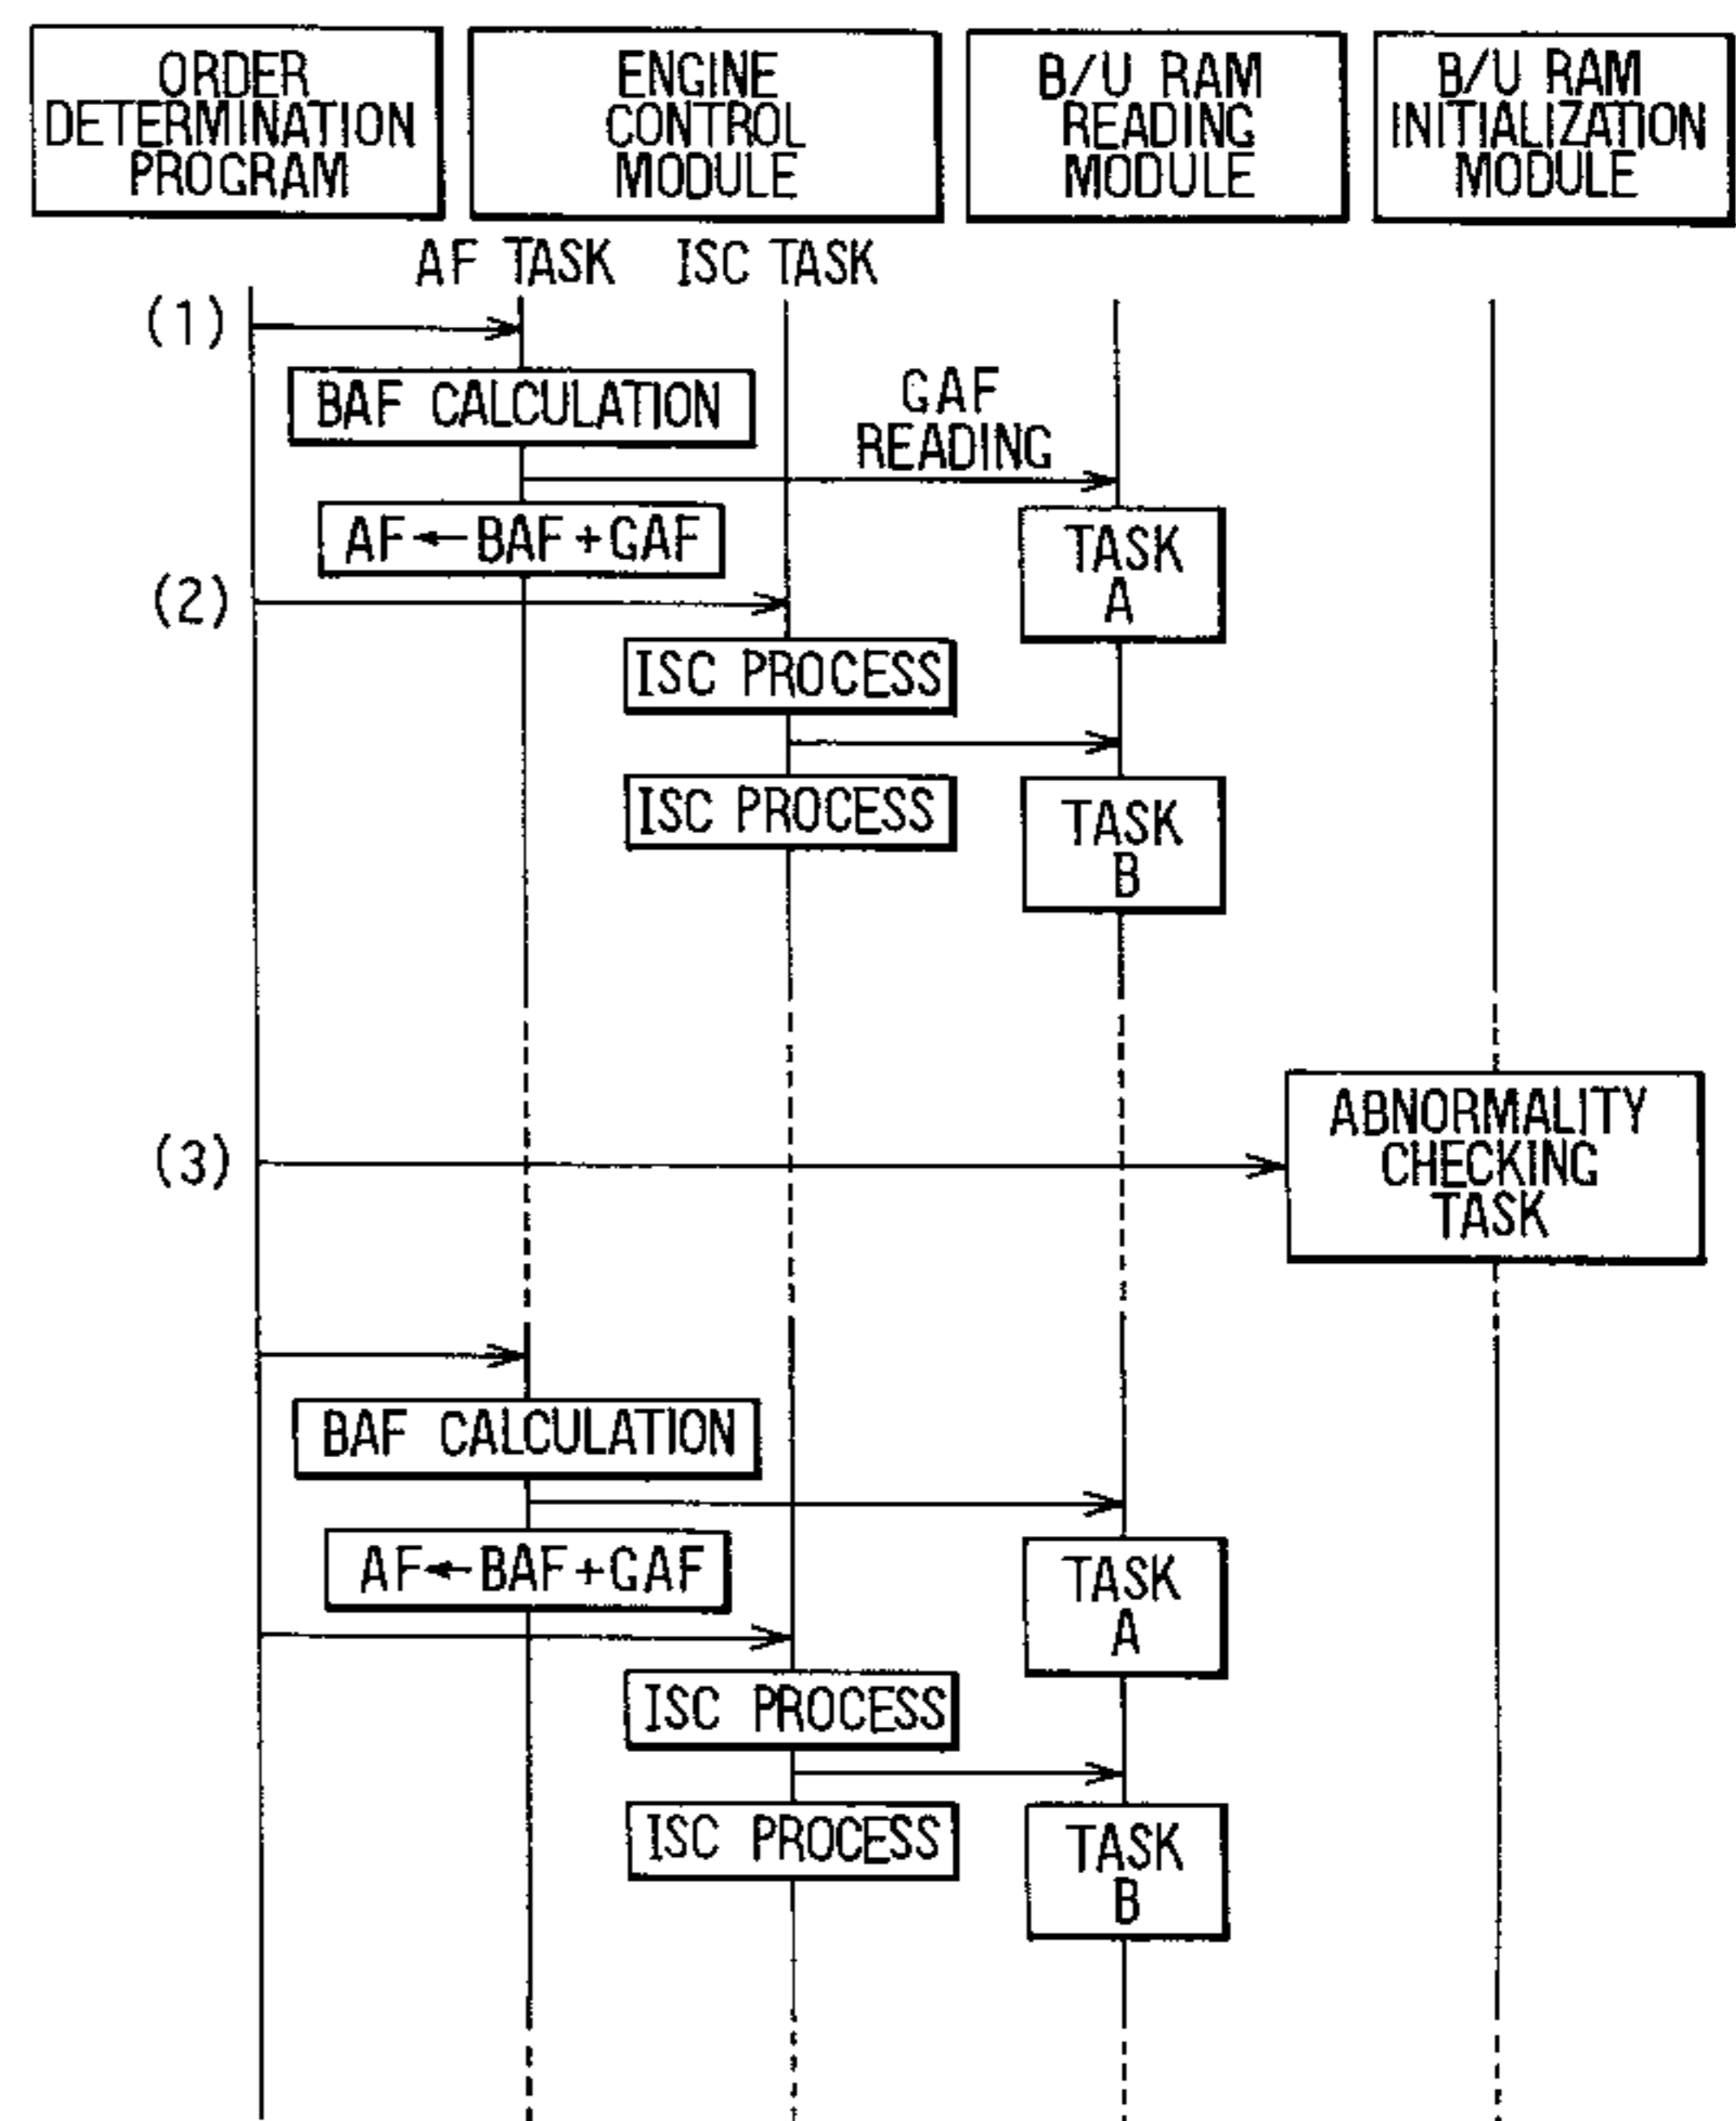 ORDER
DETERMINATION
PROGRAM
ENGINE
CONTROL
MODULE
B/U RAM
READING
MODULE
B/U RAM
INITIALIZATION
MODULE
AF TASK
ISC TASK
(1)
BAF CALCULATION
GAF
READING
AF←BAF+GAF
TASK
A
(2)
ISC PROCESS
ISC PROCESS
TASK
B
ABNORMALITY
CHECKING
TASK
(3)
BAF CALCULATION
AF←BAF+GAF
TASK
A
ISC PROCESS
ISC PROCESS
TASK
B